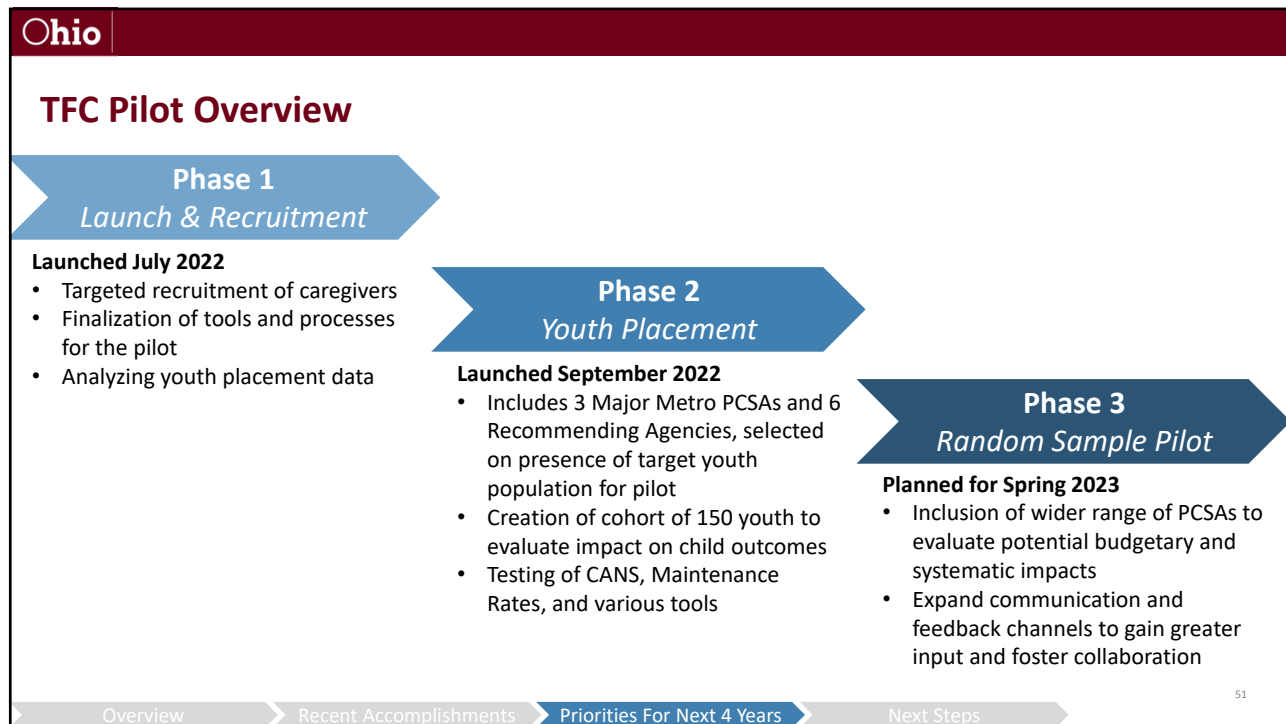 Ohio
TFC Pilot Overview
Phase 1
Launch & Recruitment
Launched July 2022
• Targeted recruitment of caregivers
• Finalization of tools and processes
for the pilot
• Analyzing youth placement data
Phase 2
Youth Placement
Launched September 2022
• Includes 3 Major Metro PCSAs and 6
Recommending Agencies, selected
on presence of target youth
population for pilot
• Creation of cohort of 150 youth to
evaluate impact on child outcomes
• Testing of CANS, Maintenance
Rates, and various tools
Phase 3
Random Sample Pilot
Planned for Spring 2023
• Inclusion of wider range of PCSAs to
evaluate potential budgetary and
systematic impacts
• Expand communication and
feedback channels to gain greater
input and foster collaboration
51
Overview Recent Accomplishments Priorities For Next 4 Years Next Steps